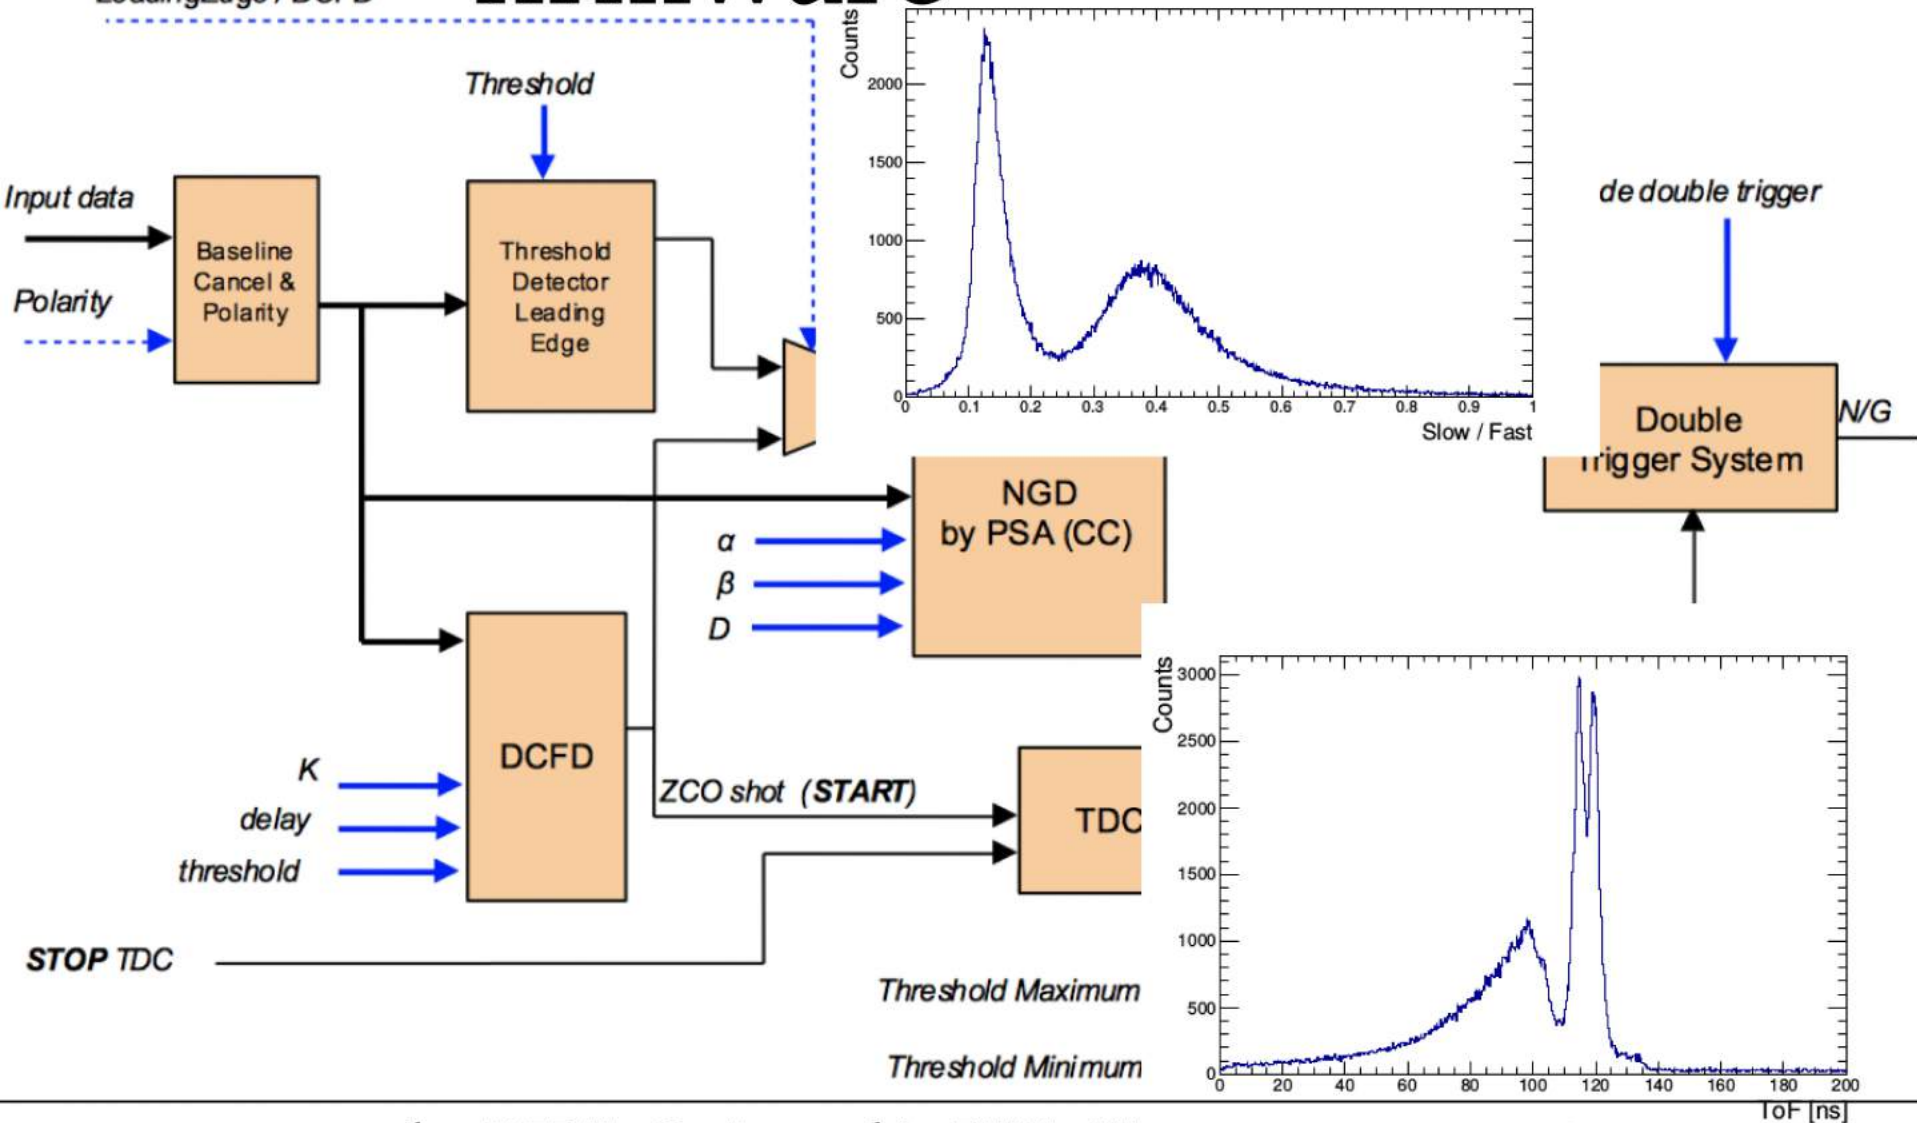 Threshold
Input data
Polarity
Baseline
Cancel &
Polarity
Threshold
Detector
Leading
Edge
Counts
2000
1500
1000
500
0
0 0.1 0.2 0.3 0.4 0.5 0.6 0.7 0.8 0.9 1
Slow / Fast
de double trigger
Double
Trigger System
N/G
NGD
by PSA (CC)
α
β
D
DCFD
K
delay
threshold
ZCO shot (START)
TDC
STOP TDC
Threshold Maximum
Threshold Minimum
Counts
3000
2500
2000
1500
1000
500
0
0 20 40 60 80 100 120 140 160 180 200
ToF [ns]